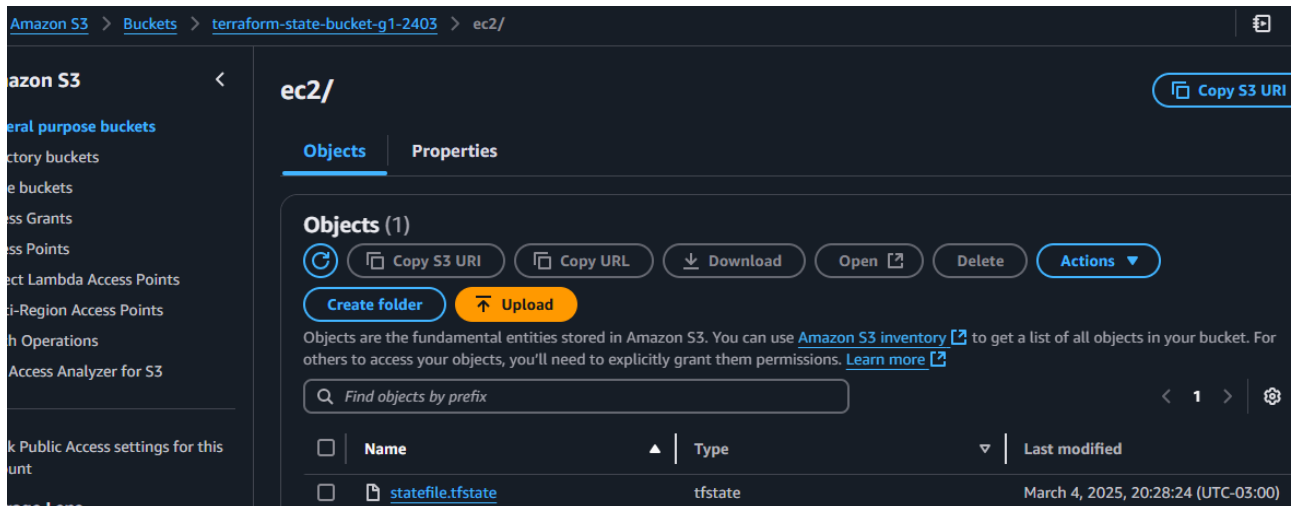 Amazon S3 > Buckets > terraform-state-bucket-g1-2403 > ec2/
azon S3
eral purpose buckets
ctory buckets
e buckets
ess Grants
ess Points
ect Lambda Access Points
ti-Region Access Points
h Operations
Access Analyzer for S3
k Public Access settings for this
unt
ec2/
Copy S3 URI
Objects
Properties
Objects (1)
Copy S3 URI
Copy URL
Download
Open
Delete
Actions
Create folder
Upload
Objects are the fundamental entities stored in Amazon S3. You can use Amazon S3 inventory to get a list of all objects in your bucket. For
others to access your objects, you'll need to explicitly grant them permissions. Learn more
Find objects by prefix
1
Name
Type
Last modified
statefile.tfstate
tfstate
March 4, 2025, 20:28:24 (UTC-03:00)